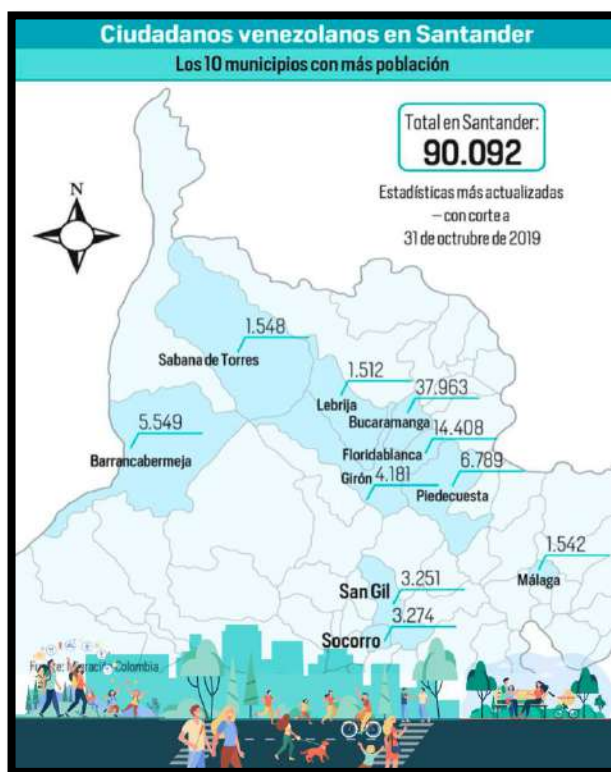 Ciudadanos venezolanos en Santander
Los 10 municipios con más población
Total en Santander:
90.092
Estadísticas más actualizadas
– con corte a
31 de octrubre de 2019
N
1.548
Sabana de Torres
1.512
Lebrija
37.963
Bucaramanga
5.549
Barrancabermeja
14.408
Floridablanca
4.181
Girón
6.789
Piedecuesta
1.542
Málaga
3.251
San Gil
3.274
Socorro
Fuente: Migración Colombia